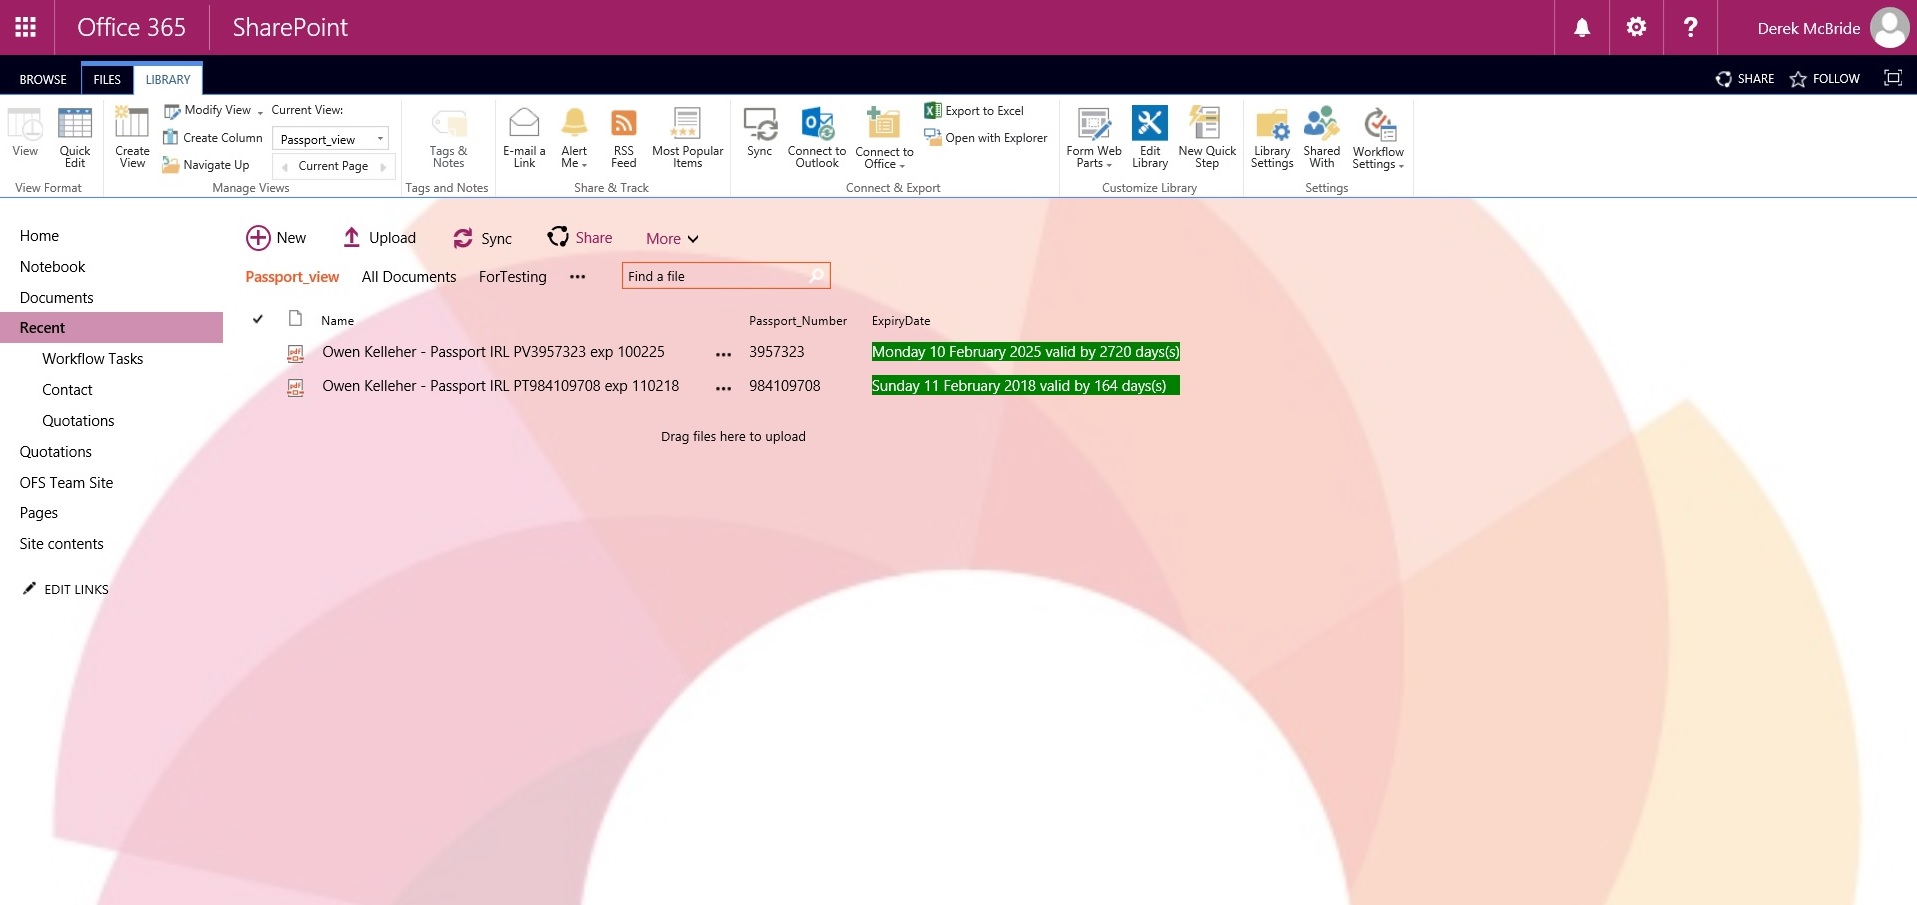 Office 365 SharePoint Derek McBride
BROWSE FILES LIBRARY SHARE FOLLOW
View
Quick Edit
View Format
Create View
Modify View
Create Column
Navigate Up
Current View:
Passport_view
Current Page
Manage Views
Tags & Notes
Tags and Notes
E-mail a Link
Alert Me
RSS Feed
Most Popular Items
Share & Track
Sync
Connect to Outlook
Connect to Office
Export to Excel
Open with Explorer
Connect & Export
Form Web Parts
Edit Library
New Quick Step
Customize Library
Library Settings
Shared With
Workflow Settings
Settings
Home
Notebook
Documents
Recent
Workflow Tasks
Contact
Quotations
Quotations
OFS Team Site
Pages
Site contents
EDIT LINKS
New Upload Sync Share More
Passport_view All Documents ForTesting ••• Find a file
Name Passport_Number ExpiryDate
Owen Kelleher - Passport IRL PV3957323 exp 100225 ••• 3957323 Monday 10 February 2025 valid by 2720 days(s)
Owen Kelleher - Passport IRL PT984109708 exp 110218 ••• 984109708 Sunday 11 February 2018 valid by 164 days(s)
Drag files here to upload